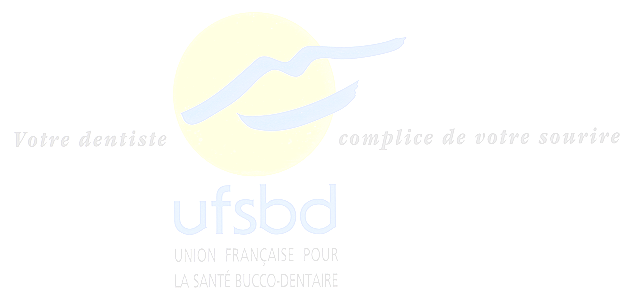 Votre dentiste complice de votre sourire
ufsbd
UNION FRANÇAISE POUR
LA SANTÉ BUCCO-DENTAIRE